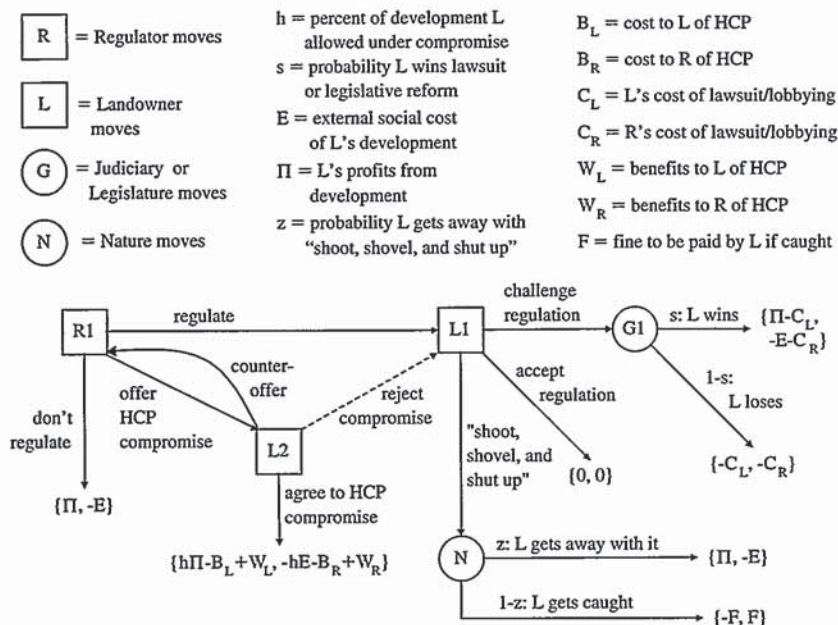 R = Regulator moves
L = Landowner
moves
G = Judiciary or
Legislature moves
N = Nature moves
h = percent of development L
allowed under compromise
s = probability L wins lawsuit
or legislative reform
E = external social cost
of L's development
Π = L's profits from
development
z = probability L gets away with
"shoot, shovel, and shut up"
B_L = cost to L of HCP
B_R = cost to R of HCP
C_L = L's cost of lawsuit/lobbying
C_R = R's cost of lawsuit/lobbying
W_L = benefits to L of HCP
W_R = benefits to R of HCP
F = fine to be paid by L if caught
R1
regulate
L1
challenge
regulation
G1
s: L wins
{Π-C_L,
-E-C_R}
counter-
offer
offer
HCP
compromise
don't
regulate
L2
reject
compromise
accept
regulation
1-s:
L loses
"shoot,
shovel, and
shut up"
{0, 0}
{-C_L, -C_R}
{Π, -E}
agree to HCP
compromise
{hΠ-B_L+W_L, -hE-B_R+W_R}
N
z: L gets away with it
{Π, -E}
1-z: L gets caught
{-F, F}